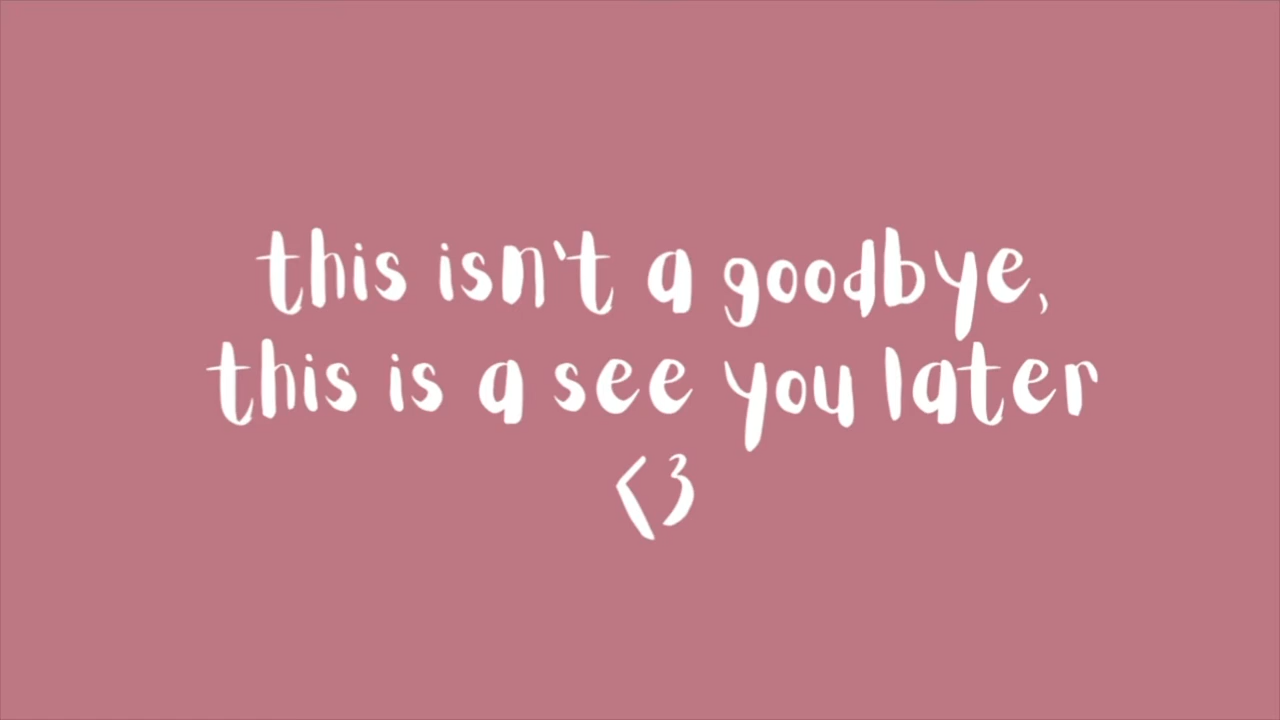 this isn't a goodbye,
this is a see you later
<3